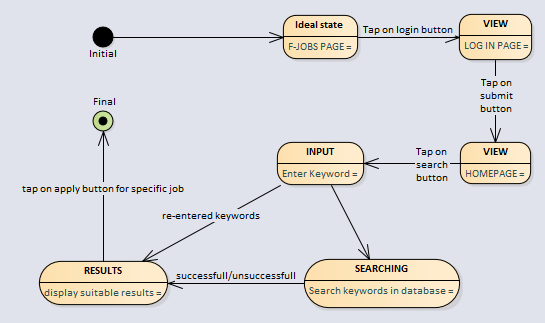 Ideal state
F-JOBS PAGE =
Tap on login button
VIEW
LOG IN PAGE =
Initial
Tap on
submit
button
Final
INPUT
Enter Keyword =
Tap on
search
button
VIEW
HOMEPAGE =
tap on apply button for specific job
re-entered keywords
RESULTS
display suitable results =
successfull/unsuccessfull
SEARCHING
Search keywords in database =